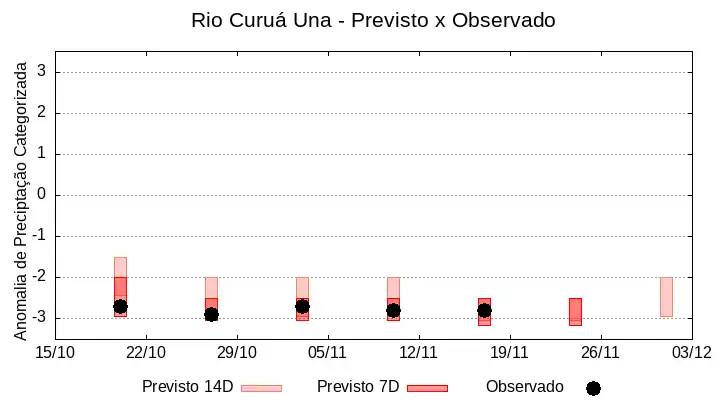 Rio Curuá Una - Previsto x Observado
Anomalia de Preciptação Categorizada
3
2
1
0
-1
-2
-3
15/10 22/10 29/10 05/11 12/11 19/11 26/11 03/12
Previsto 14D Previsto 7D Observado